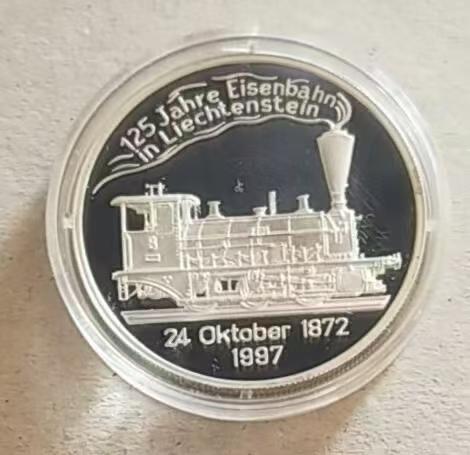 125 Jahre Eisenbahn
in Liechtenstein
24 Oktober 1872
1997